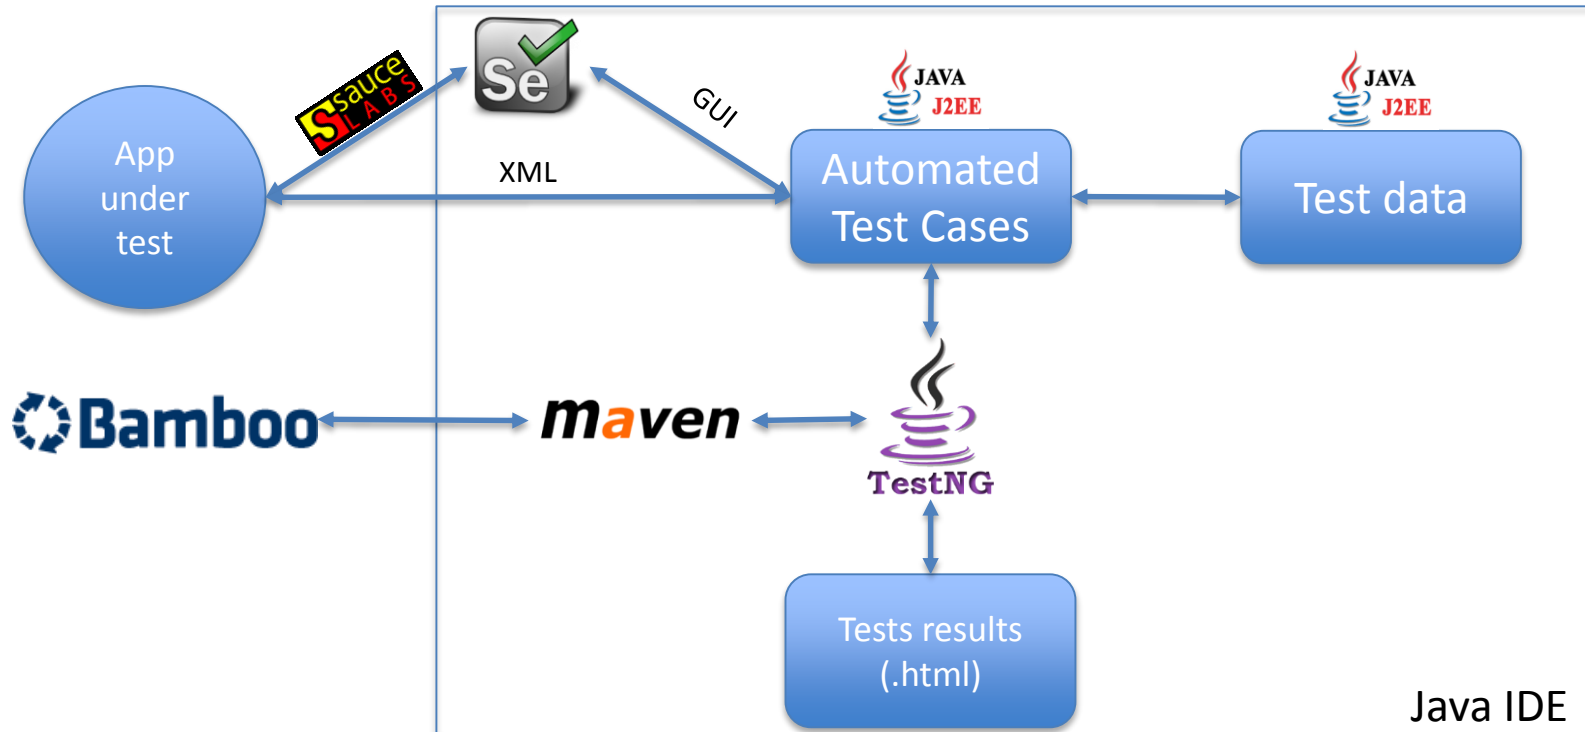 Se
sauce
LABS
GUI
JAVA
J2EE
JAVA
J2EE
App
under
test
XML
Automated
Test Cases
Test data
Bamboo
maven
TestNG
Tests results
(.html)
Java IDE